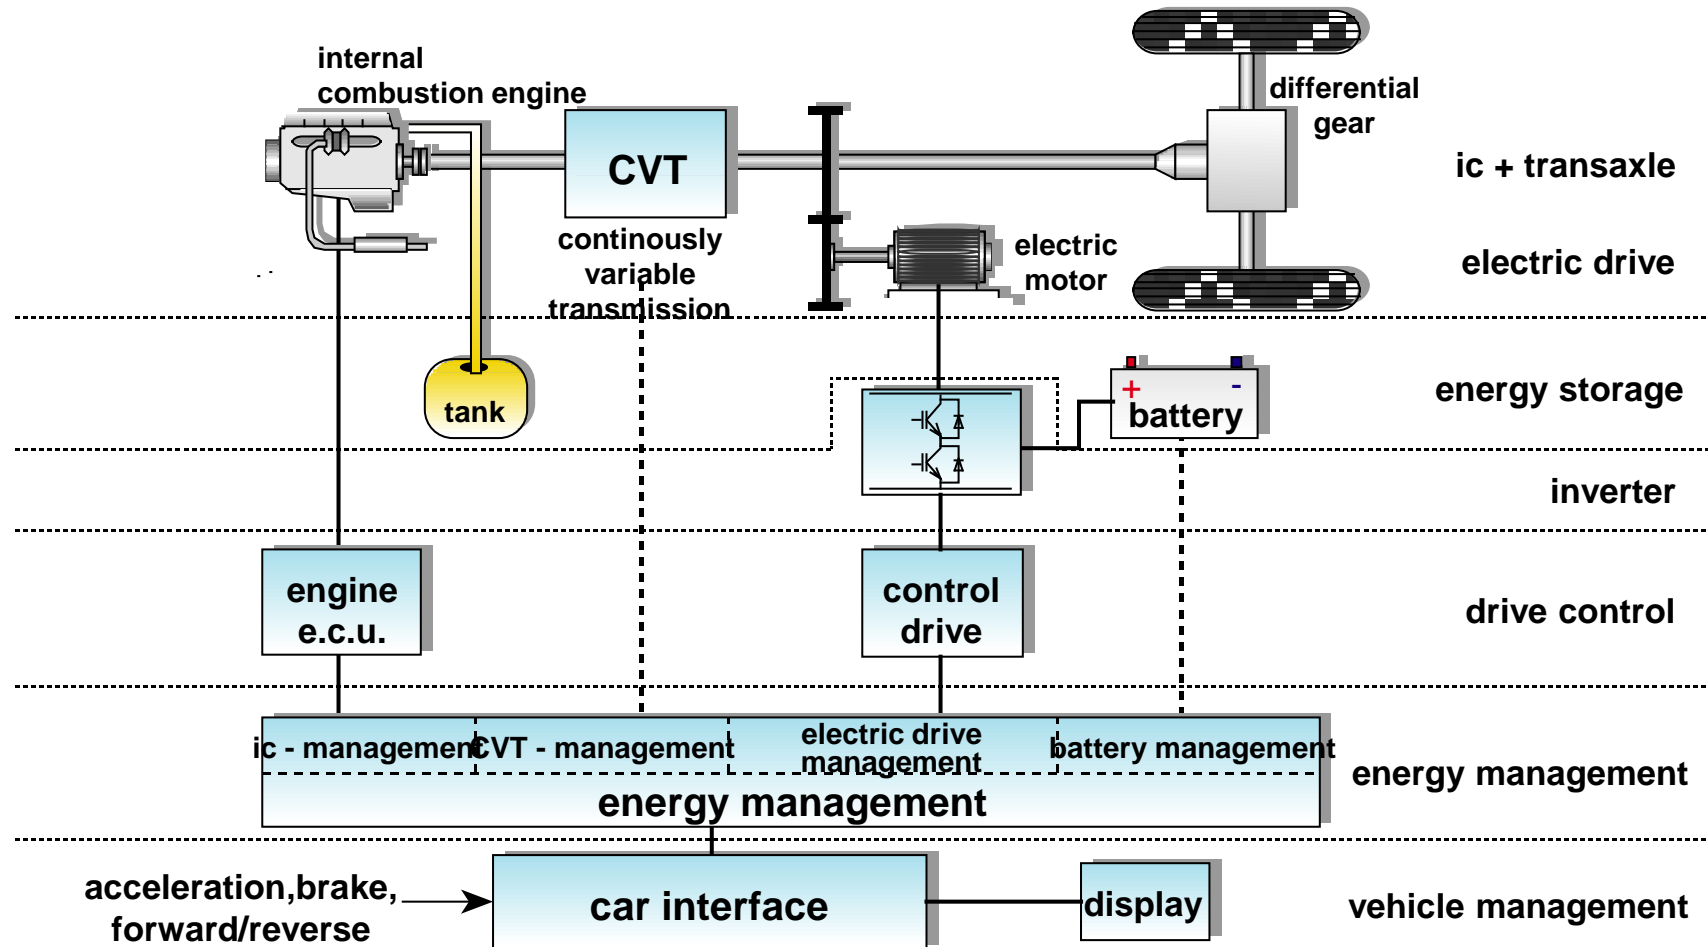 internal
combustion engine
differential
gear
CVT
ic + transaxle
continously
variable
transmission
electric
motor
electric drive
tank
+ -
battery
energy storage
inverter
engine
e.c.u.
control
drive
drive control
ic - management
CVT - management
electric drive
management
battery management
energy management
energy management
acceleration,brake,
forward/reverse
car interface
display
vehicle management